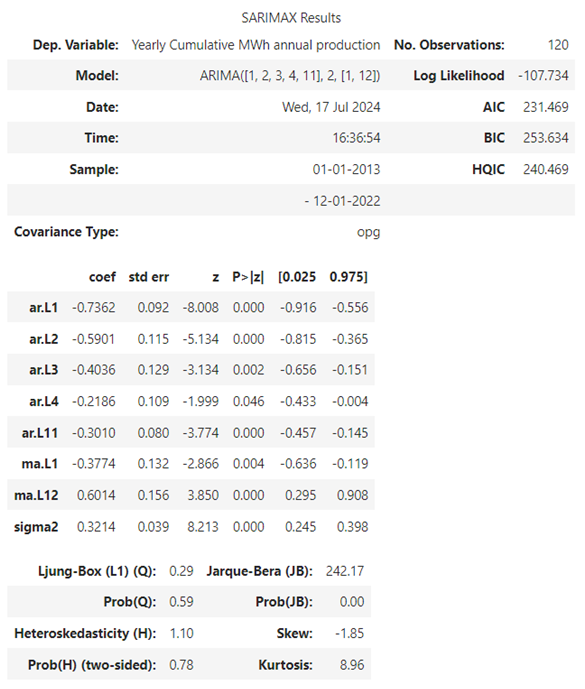 SARIMAX Results
Dep. Variable: Yearly Cumulative MWh annual production No. Observations: 120
Model: ARIMA([1, 2, 3, 4, 11], 2, [1, 12]) Log Likelihood -107.734
Date: Wed, 17 Jul 2024 AIC 231.469
Time: 16:36:54 BIC 253.634
Sample: 01-01-2013 HQIC 240.469
- 12-01-2022
Covariance Type: opg
coef std err z P>|z| [0.025 0.975]
ar.L1 -0.7362 0.092 -8.008 0.000 -0.916 -0.556
ar.L2 -0.5901 0.115 -5.134 0.000 -0.815 -0.365
ar.L3 -0.4036 0.129 -3.134 0.002 -0.656 -0.151
ar.L4 -0.2186 0.109 -1.999 0.046 -0.433 -0.004
ar.L11 -0.3010 0.080 -3.774 0.000 -0.457 -0.145
ma.L1 -0.3774 0.132 -2.866 0.004 -0.636 -0.119
ma.L12 0.6014 0.156 3.850 0.000 0.295 0.908
sigma2 0.3214 0.039 8.213 0.000 0.245 0.398
Ljung-Box (L1) (Q): 0.29 Jarque-Bera (JB): 242.17
Prob(Q): 0.59 Prob(JB): 0.00
Heteroskedasticity (H): 1.10 Skew: -1.85
Prob(H) (two-sided): 0.78 Kurtosis: 8.96